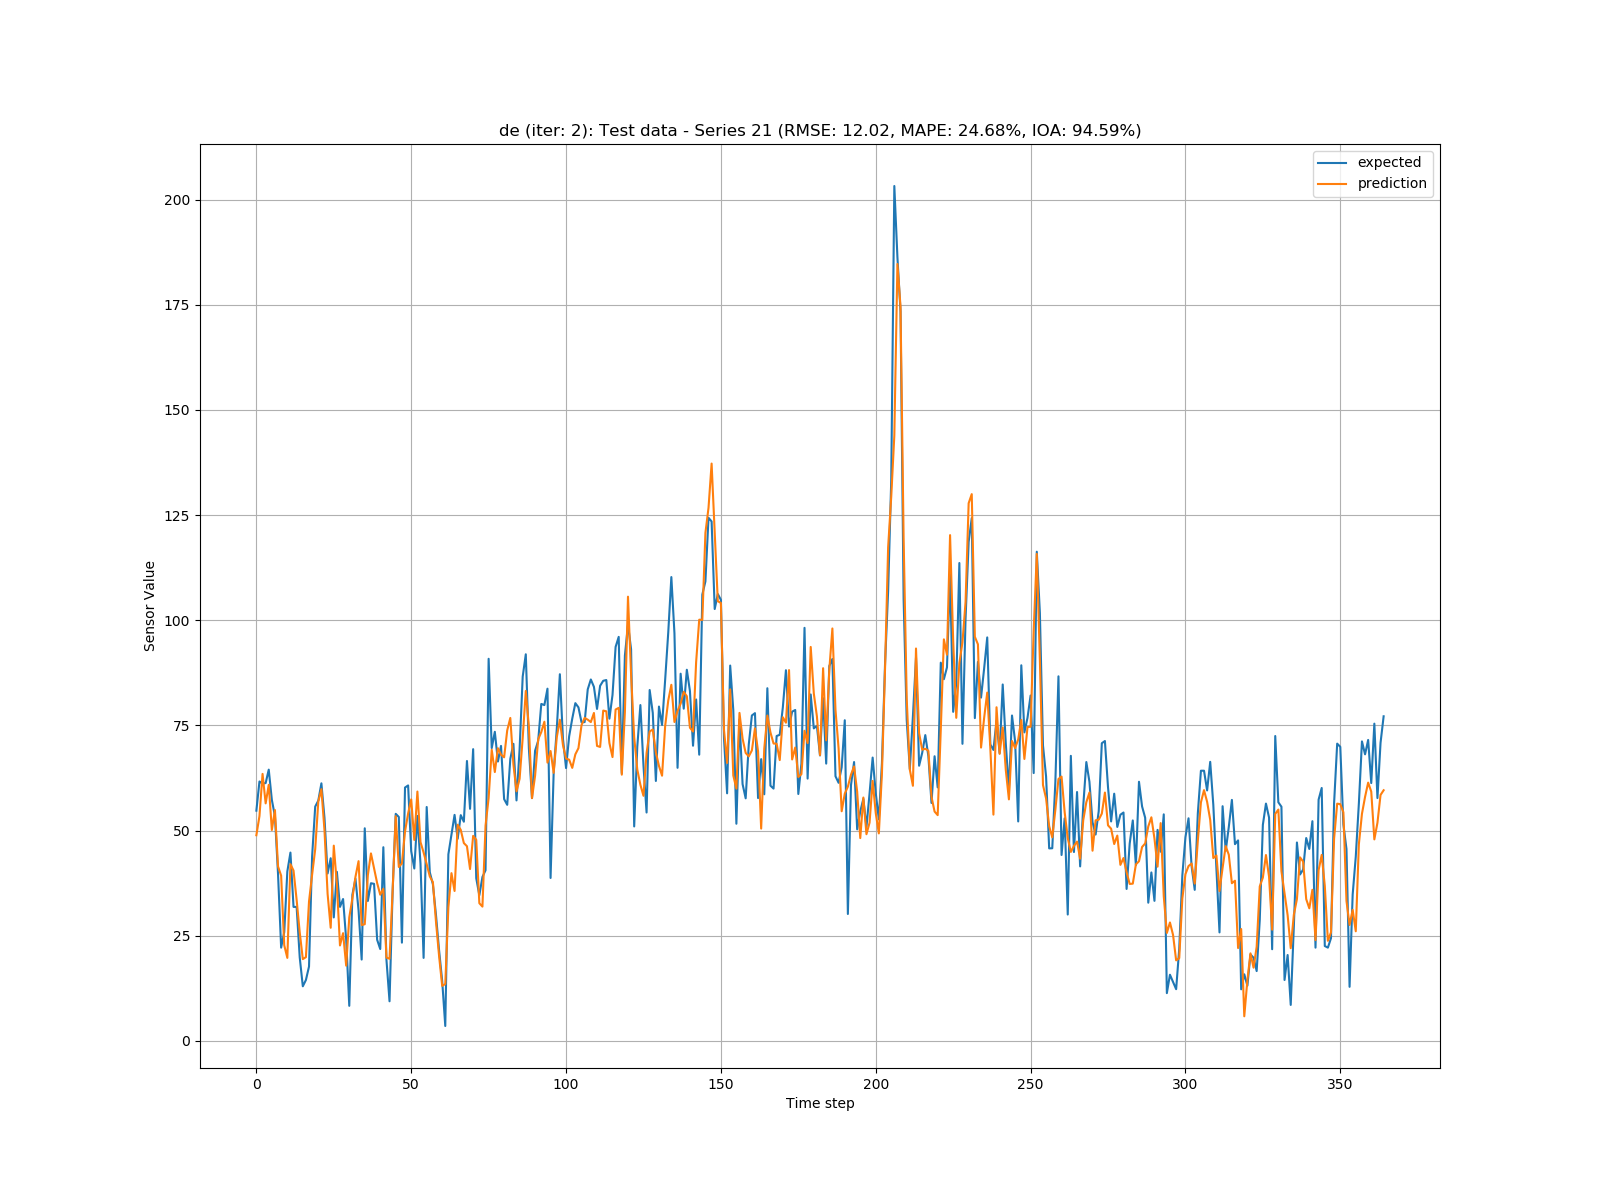 de (iter: 2): Test data - Series 21 (RMSE: 12.02, MAPE: 24.68%, IOA: 94.59%)
expected
prediction
200
175
150
125
100
75
50
25
0
Sensor Value
0 50 100 150 200 250 300 350
Time step